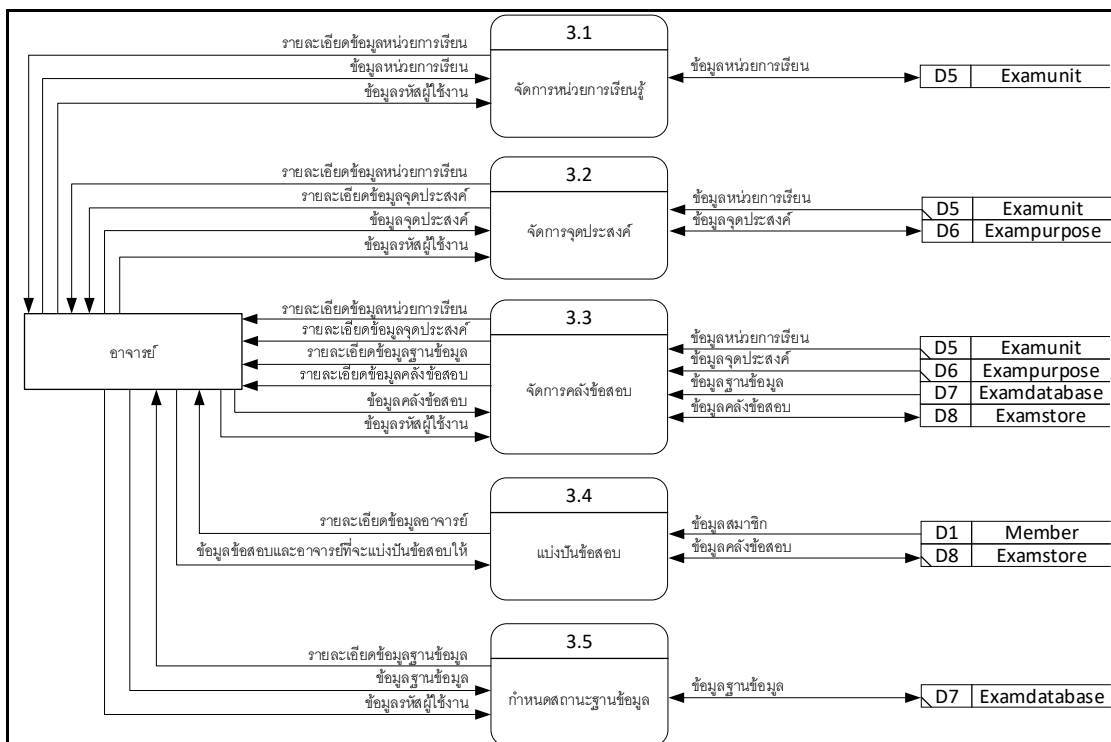 3.1
รายละเอียดข้อมูลหน่วยการเรียน
ข้อมูลหน่วยการเรียน
ข้อมูลรหัสผู้ใช้งาน
จัดการหน่วยการเรียนรู้
ข้อมูลหน่วยการเรียน
D5 Examunit
3.2
รายละเอียดข้อมูลหน่วยการเรียน
รายละเอียดข้อมูลจุดประสงค์
ข้อมูลจุดประสงค์
ข้อมูลรหัสผู้ใช้งาน
จัดการจุดประสงค์
ข้อมูลหน่วยการเรียน
ข้อมูลจุดประสงค์
D5 Examunit
D6 Exampurpose
อาจารย์
3.3
รายละเอียดข้อมูลหน่วยการเรียน
รายละเอียดข้อมูลจุดประสงค์
รายละเอียดข้อมูลฐานข้อมูล
รายละเอียดข้อมูลคลังข้อสอบ
ข้อมูลคลังข้อสอบ
ข้อมูลรหัสผู้ใช้งาน
จัดการคลังข้อสอบ
ข้อมูลหน่วยการเรียน
ข้อมูลจุดประสงค์
ข้อมูลฐานข้อมูล
ข้อมูลคลังข้อสอบ
D5 Examunit
D6 Exampurpose
D7 Examdatabase
D8 Examstore
3.4
รายละเอียดข้อมูลอาจารย์
ข้อมูลข้อสอบและอาจารย์ที่จะแบ่งปันข้อสอบให้
แบ่งปันข้อสอบ
ข้อมูลสมาชิก
ข้อมูลคลังข้อสอบ
D1 Member
D8 Examstore
3.5
รายละเอียดข้อมูลฐานข้อมูล
ข้อมูลฐานข้อมูล
ข้อมูลรหัสผู้ใช้งาน
กำหนดสถานะฐานข้อมูล
ข้อมูลฐานข้อมูล
D7 Examdatabase